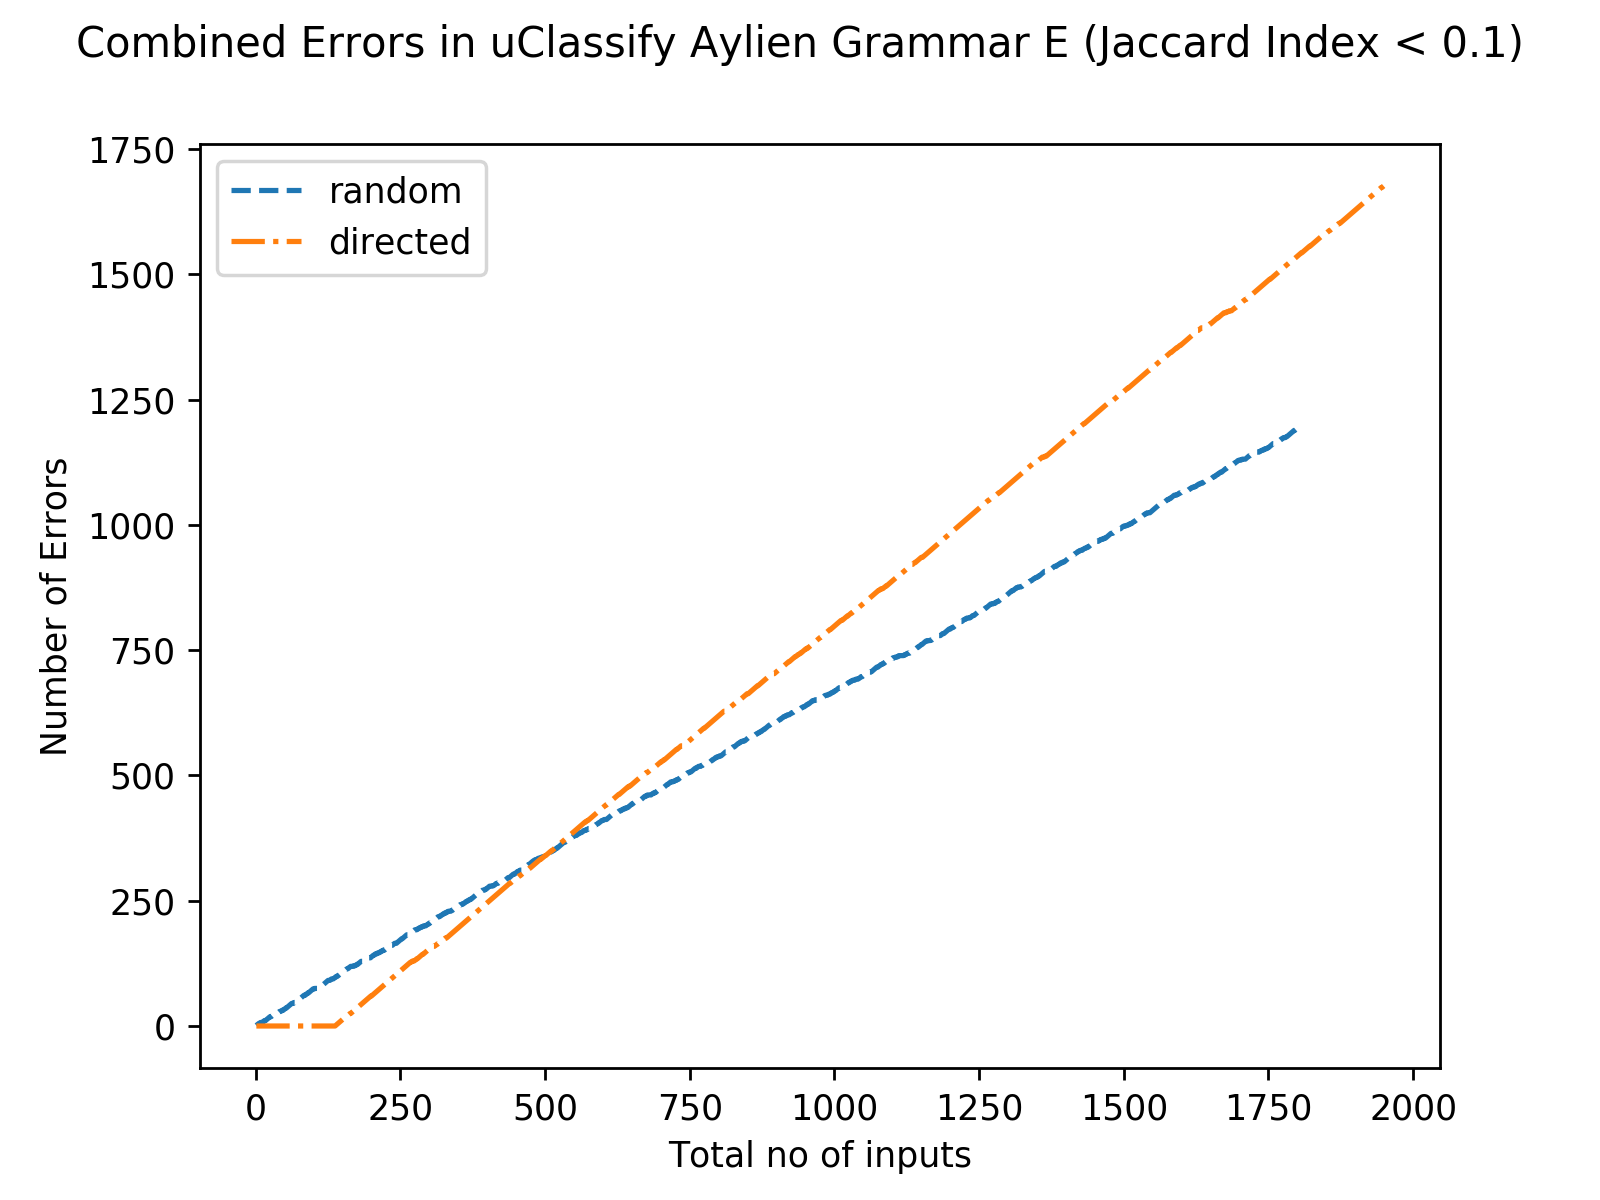 Combined Errors in uClassify Aylien Grammar E (Jaccard Index < 0.1)
random
directed
1750
1500
1250
1000
750
500
250
0
Number of Errors
0 250 500 750 1000 1250 1500 1750 2000
Total no of inputs